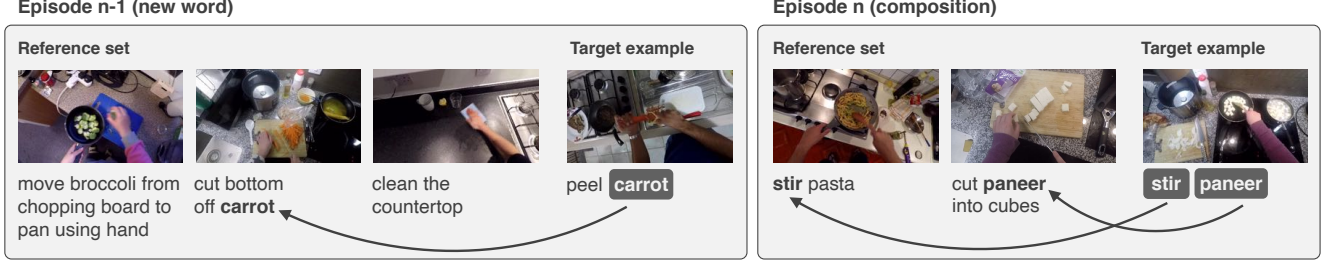 Episode n-1 (new word)
Reference set
Target example
move broccoli from
chopping board to
pan using hand
cut bottom
off carrot
clean the
countertop
peel carrot
Episode n (composition)
Reference set
Target example
stir pasta
cut paneer
into cubes
stir paneer